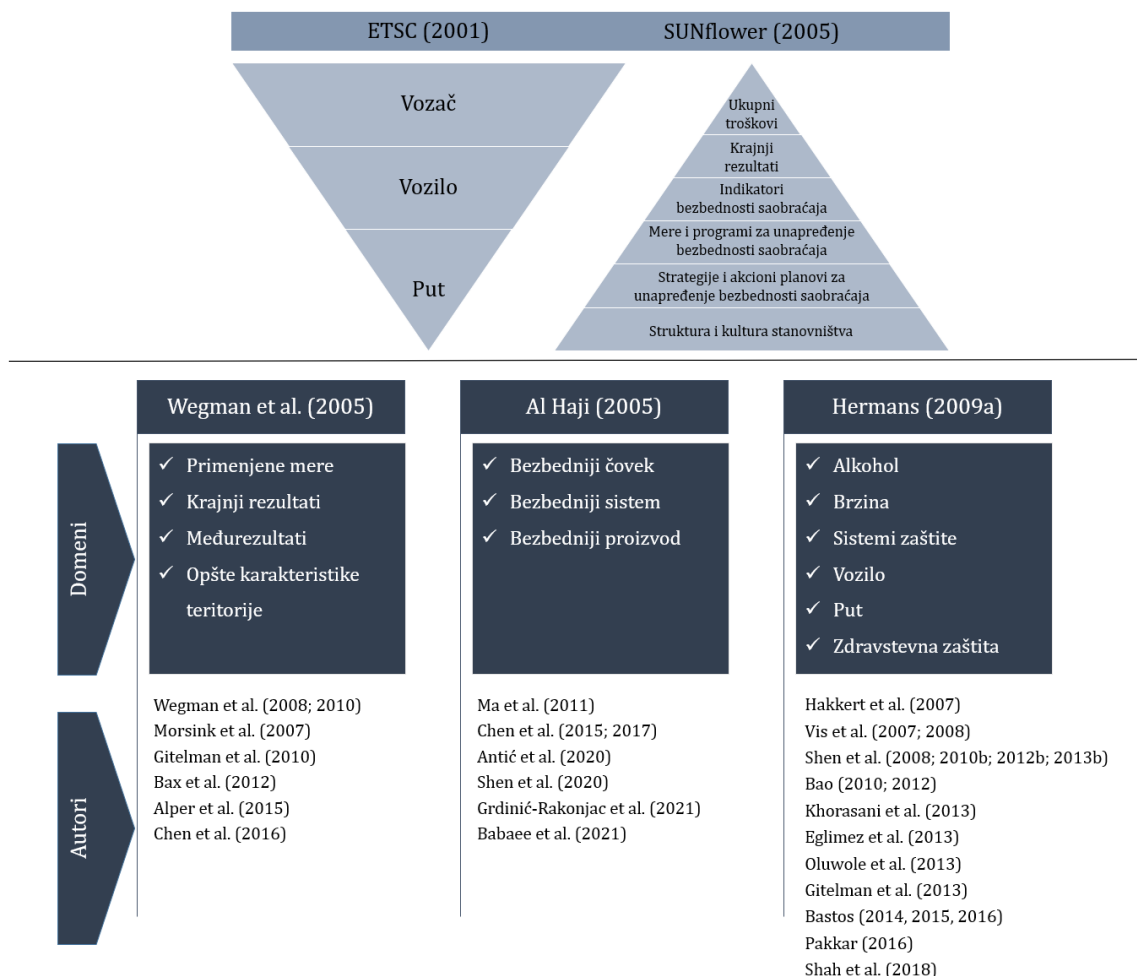 ETSC (2001)
SUNflower (2005)
Vozač
Vozilo
Put
Ukupni
troškovi
Krajnji
rezultati
Indikatori
bezbednosti saobraćaja
Mere i programi za unapređenje
bezbednosti saobraćaja
Strategije i akcioni planovi za
unapređenje bezbednosti saobraćaja
Struktura i kultura stanovništva
Domeni
Wegman et al. (2005)
✓ Primenjene mere
✓ Krajnji rezultati
✓ Međurezultati
✓ Opšte karakteristike
teritorije
Al Haji (2005)
✓ Bezbedniji čovek
✓ Bezbedniji sistem
✓ Bezbedniji proizvod
Hermans (2009a)
✓ Alkohol
✓ Brzina
✓ Sistemi zaštite
✓ Vozilo
✓ Put
✓ Zdravstevna zaštita
Autori
Wegman et al. (2008; 2010)
Morsink et al. (2007)
Gitelman et al. (2010)
Bax et al. (2012)
Alper et al. (2015)
Chen et al. (2016)
Ma et al. (2011)
Chen et al. (2015; 2017)
Antić et al. (2020)
Shen et al. (2020)
Grdinić-Rakonjac et al. (2021)
Babaee et al. (2021)
Hakkert et al. (2007)
Vis et al. (2007; 2008)
Shen et al. (2008; 2010b; 2012b; 2013b)
Bao (2010; 2012)
Khorasani et al. (2013)
Eglimez et al. (2013)
Oluwole et al. (2013)
Gitelman et al. (2013)
Bastos (2014, 2015, 2016)
Pakkar (2016)
Shah et al. (2018)